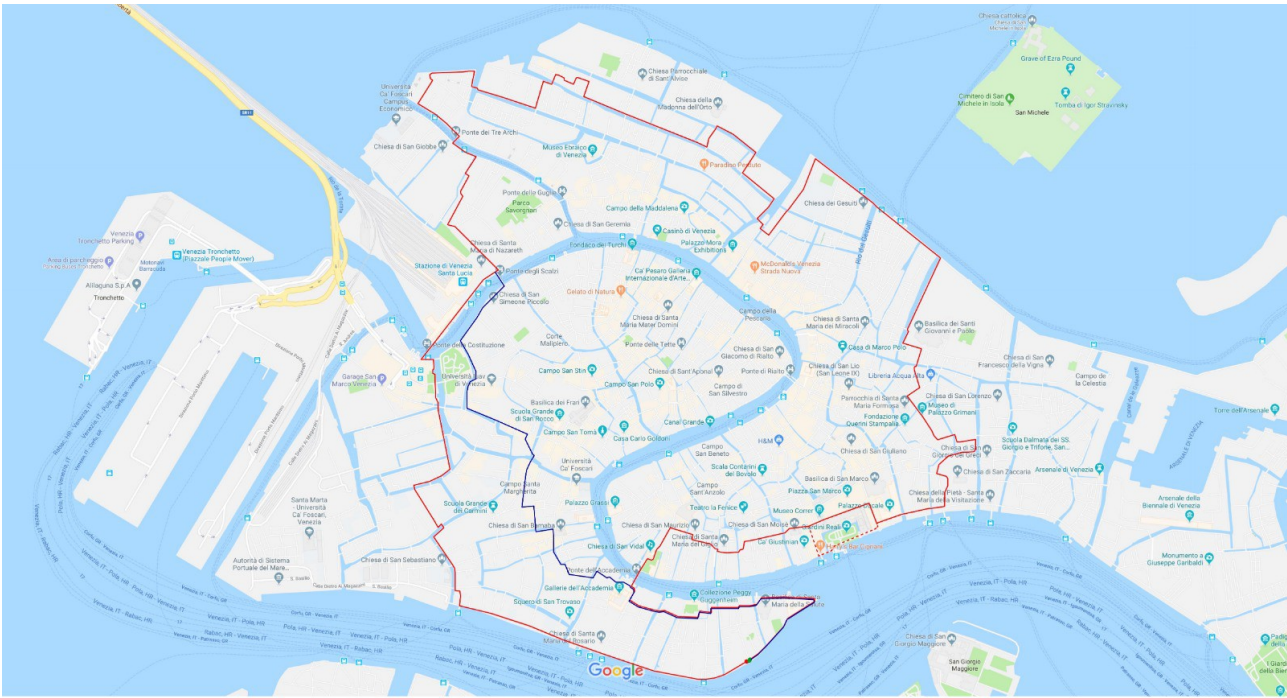 Chiesa cattolica
Grave of Ezra Pound
Cimitero di San
Michele in Isola
San Michele
Tomba di Igor Stravinsky
Università
Ca' Foscari
Campus
Economico
Chiesa Parrocchiale
di Sant'Alvise
Chiesa della
Madonna dell'Orto
Ponte dei Tre Archi
Chiesa di San Giobbe
Museo Ebraico
di Venezia
Paradiso Perduto
Ponte delle Guglie
Parco
Savorgnan
Campo della Maddalena
Chiesa dei Gesuiti
Chiesa di San Geremia
Casinò di Venezia
Fondaco dei Turchi
Palazzo Mora
Exhibitions
Chiesa di Santa
Maria di Nazareth
Stazione di Venezia
Santa Lucia
Ponte degli Scalzi
Ca' Pesaro Galleria
Internazionale d'Arte...
McDonald's Venezia
Strada Nuova
Venezia
Tronchetto Parking
Venezia Tronchetto
(Piazzale People Mover)
Alilaguna S.p.A
Tronchetto
Chiesa di San
Simeone Piccolo
Gelato di Natura
Chiesa di Santa
Maria Mater Domini
Campo della
Pescaria
Chiesa di Santa
Maria dei Miracoli
Basilica dei Santi
Giovanni e Paolo
Ponte della Costituzione
Corte
Malipiero
Ponte delle Tette
Chiesa di San
Giacomo di Rialto
Casa di Marco Polo
Chiesa di San
Francesco della Vigna
Campo de
la Celestia
Garage San
Marco Venezia
Università Iuav
di Venezia
Campo San Stin
Campo San Polo
Chiesa di Sant'Aponal
Ponte di Rialto
Chiesa di San Lio
(San Leone IX)
Libreria Acqua Alta
Campo di
San Silvestro
Basilica dei Frari
Scuola Grande
di San Rocco
Parrocchia di Santa
Maria Formosa
Chiesa di San Lorenzo
Museo di
Palazzo Grimani
Torre dell'Arsenale
Campo San Tomà
Casa Carlo Goldoni
Canal Grande
Fondazione
Querini Stampalia
Scuola Dalmata dei SS.
Giorgio e Trifone, San...
H&M
Campo
San Beneto
Chiesa di San Giuliano
Chiesa di San
Giorgio dei Greci
Università
Ca' Foscari
Scala Contarini
del Bovolo
Basilica di San Marco
Chiesa di San Zaccaria
Arsenale di Venezia
Campo Santa
Margherita
Campo
Sant'Anzolo
Piazza San Marco
Chiesa della Pietà - Santa
Maria della Visitazione
Santa Marta
- Università
Ca' Foscari,
Venezia
Scuola Grande
dei Carmini
Palazzo Grassi
Teatro la Fenice
Museo Correr
Palazzo Ducale
Arsenale della
Biennale di Venezia
Chiesa di San Barnaba
Chiesa di San Maurizio
Chiesa di San Moisè
Giardini Reali
Chiesa di Santa
Maria del Giglio
Autorità di Sistema
Portuale del Mare...
Chiesa di San Sebastiano
Chiesa di San Vidal
Ca' Giustinian
Monumento a
Giuseppe Garibaldi
Ponte dell'Accademia
Gallerie dell'Accademia
Collezione Peggy
Guggenheim
Maria della Salute
Squero di San Trovaso
Chiesa di Santa
Maria del Rosario
Chiesa di San
Giorgio Maggiore
San Giorgio
Maggiore
Google